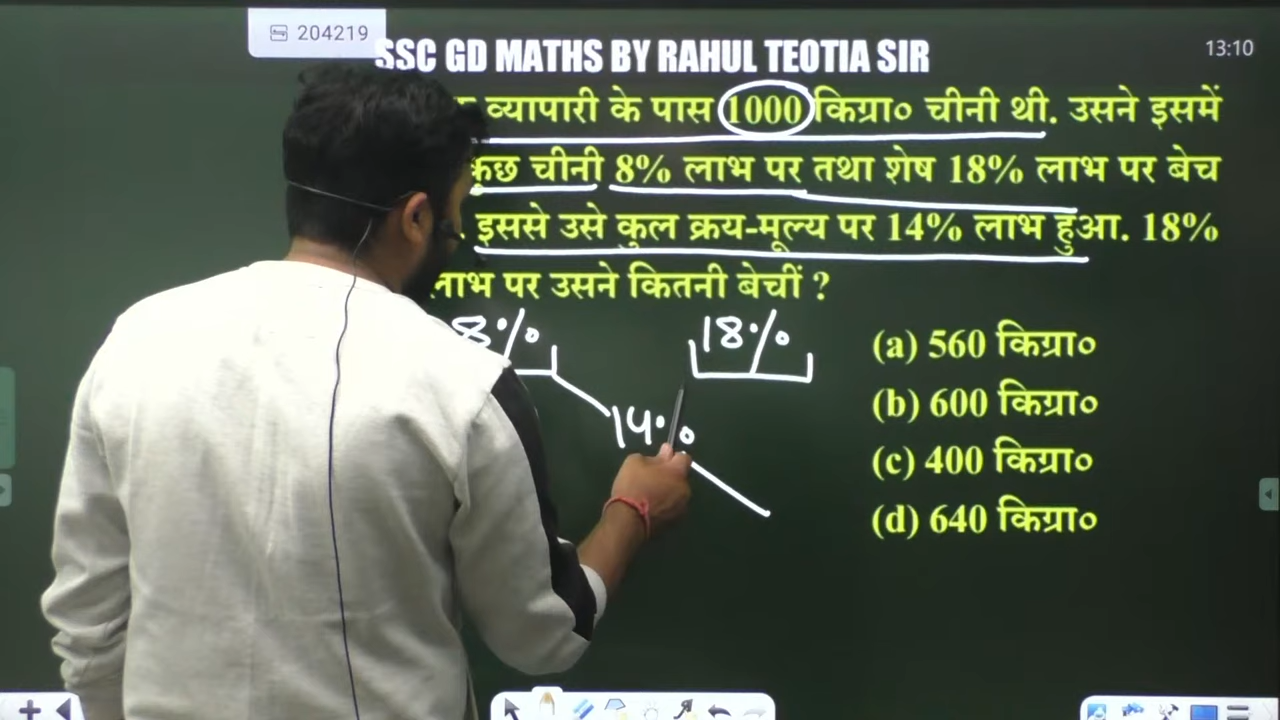 204219
SSC GD MATHS BY RAHUL TEOTIA SIR
13:10
व्यापारी के पास 1000 किग्रा० चीनी थी. उसने इसमें
कुछ चीनी 8% लाभ पर तथा शेष 18% लाभ पर बेच
इससे उसे कुल क्रय-मूल्य पर 14% लाभ हुआ. 18%
लाभ पर उसने कितनी बेचीं ?
8%
18%
14%
(a) 560 किग्रा०
(b) 600 किग्रा०
(c) 400 किग्रा०
(d) 640 किग्रा०